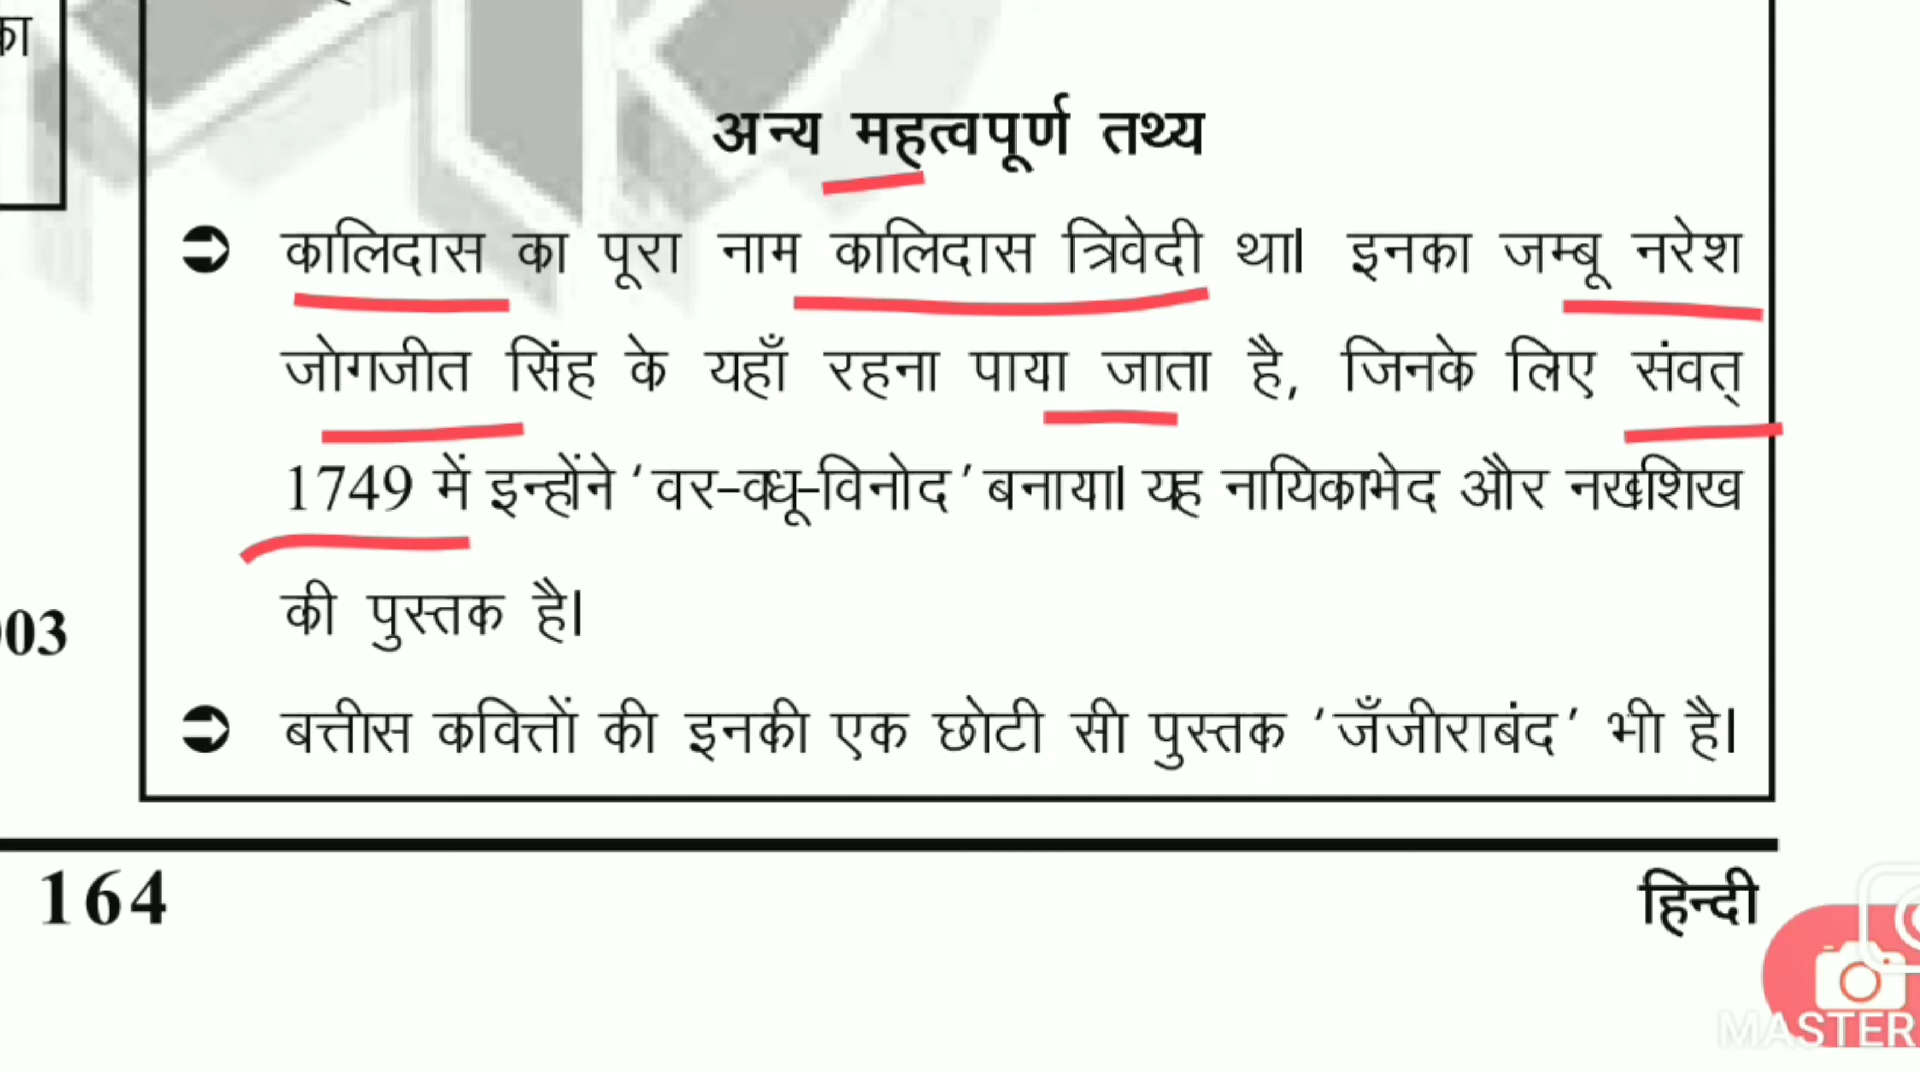 का
अन्य महत्वपूर्ण तथ्य
➲ कालिदास का पूरा नाम कालिदास त्रिवेदी था। इनका जम्बू नरेश
जोगजीत सिंह के यहाँ रहना पाया जाता है, जिनके लिए संवत्
1749 में इन्होंने ‘वर-वधू-विनोद’ बनाया। यह नायिकाभेद और नखशिख
की पुस्तक है।
03
➲ बत्तीस कवित्तों की इनकी एक छोटी सी पुस्तक ‘जँजीराबंद’ भी है।
164 हिन्दी
MASTER